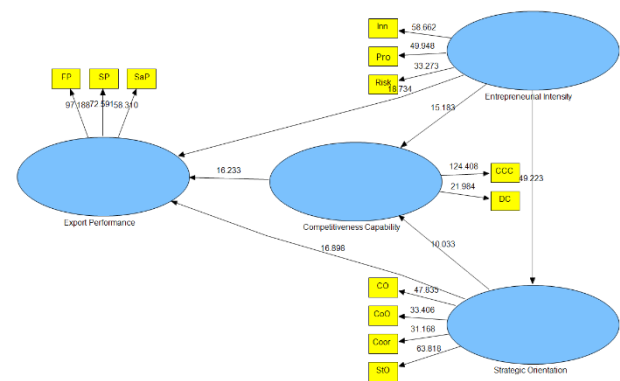 Inn
58.662
Pro
49.948
Risk
33.273
18.734
Entrepreneurial Intensity
15.183
FP
SP
SaP
97.188
72.591
58.310
16.233
124.408
CCC
49.223
21.984
DC
Export Performance
Competitiveness Capability
16.898
10.033
CO
47.835
CoO
33.406
Coor
31.168
StO
63.818
Strategic Orientation